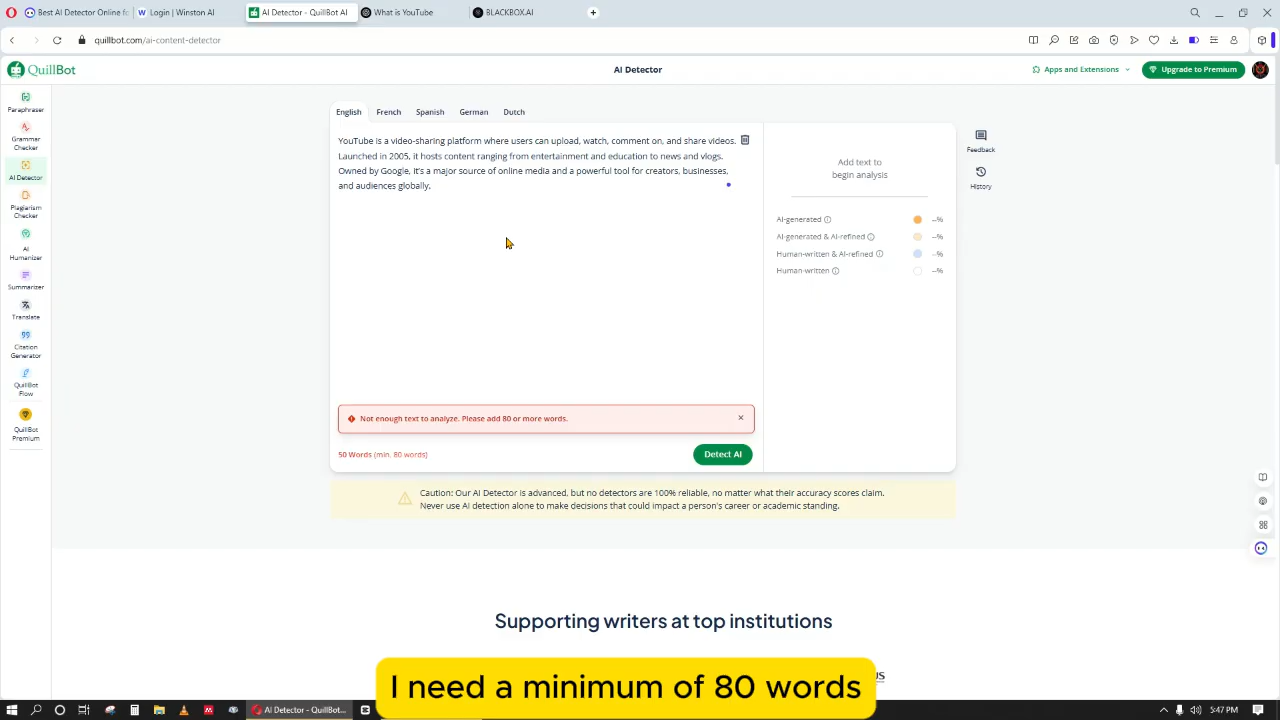 Best AI Detector Online fo
Login | Winston AI
AI Detector - QuillBot AI
What is YouTube
BLACKBOX.AI
quillbot.com/ai-content-detector
QuillBot
AI Detector
Apps and Extensions
Upgrade to Premium
Paraphraser
Grammar
Checker
AI Detector
Plagiarism
Checker
AI
Humanizer
Summarizer
Translate
Citation
Generator
QuillBot
Flow
QuillBot
Premium
English French Spanish German Dutch
YouTube is a video-sharing platform where users can upload, watch, comment on, and share videos.
Launched in 2005, it hosts content ranging from entertainment and education to news and vlogs.
Owned by Google, it's a major source of online media and a powerful tool for creators, businesses,
and audiences globally.
Not enough text to analyze. Please add 80 or more words.
50 Words (min. 80 words)
Detect AI
Add text to
begin analysis
AI-generated --%
AI-generated & AI-refined --%
Human-written & AI-refined --%
Human-written --%
Feedback
History
Caution: Our AI Detector is advanced, but no detectors are 100% reliable, no matter what their accuracy scores claim.
Never use AI detection alone to make decisions that could impact a person's career or academic standing.
Supporting writers at top institutions
US
I need a minimum of 80 words
AI Detector - QuillBot...
5:47 PM